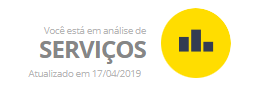 Você está em análise de
SERVIÇOS
Atualizado em 17/04/2019